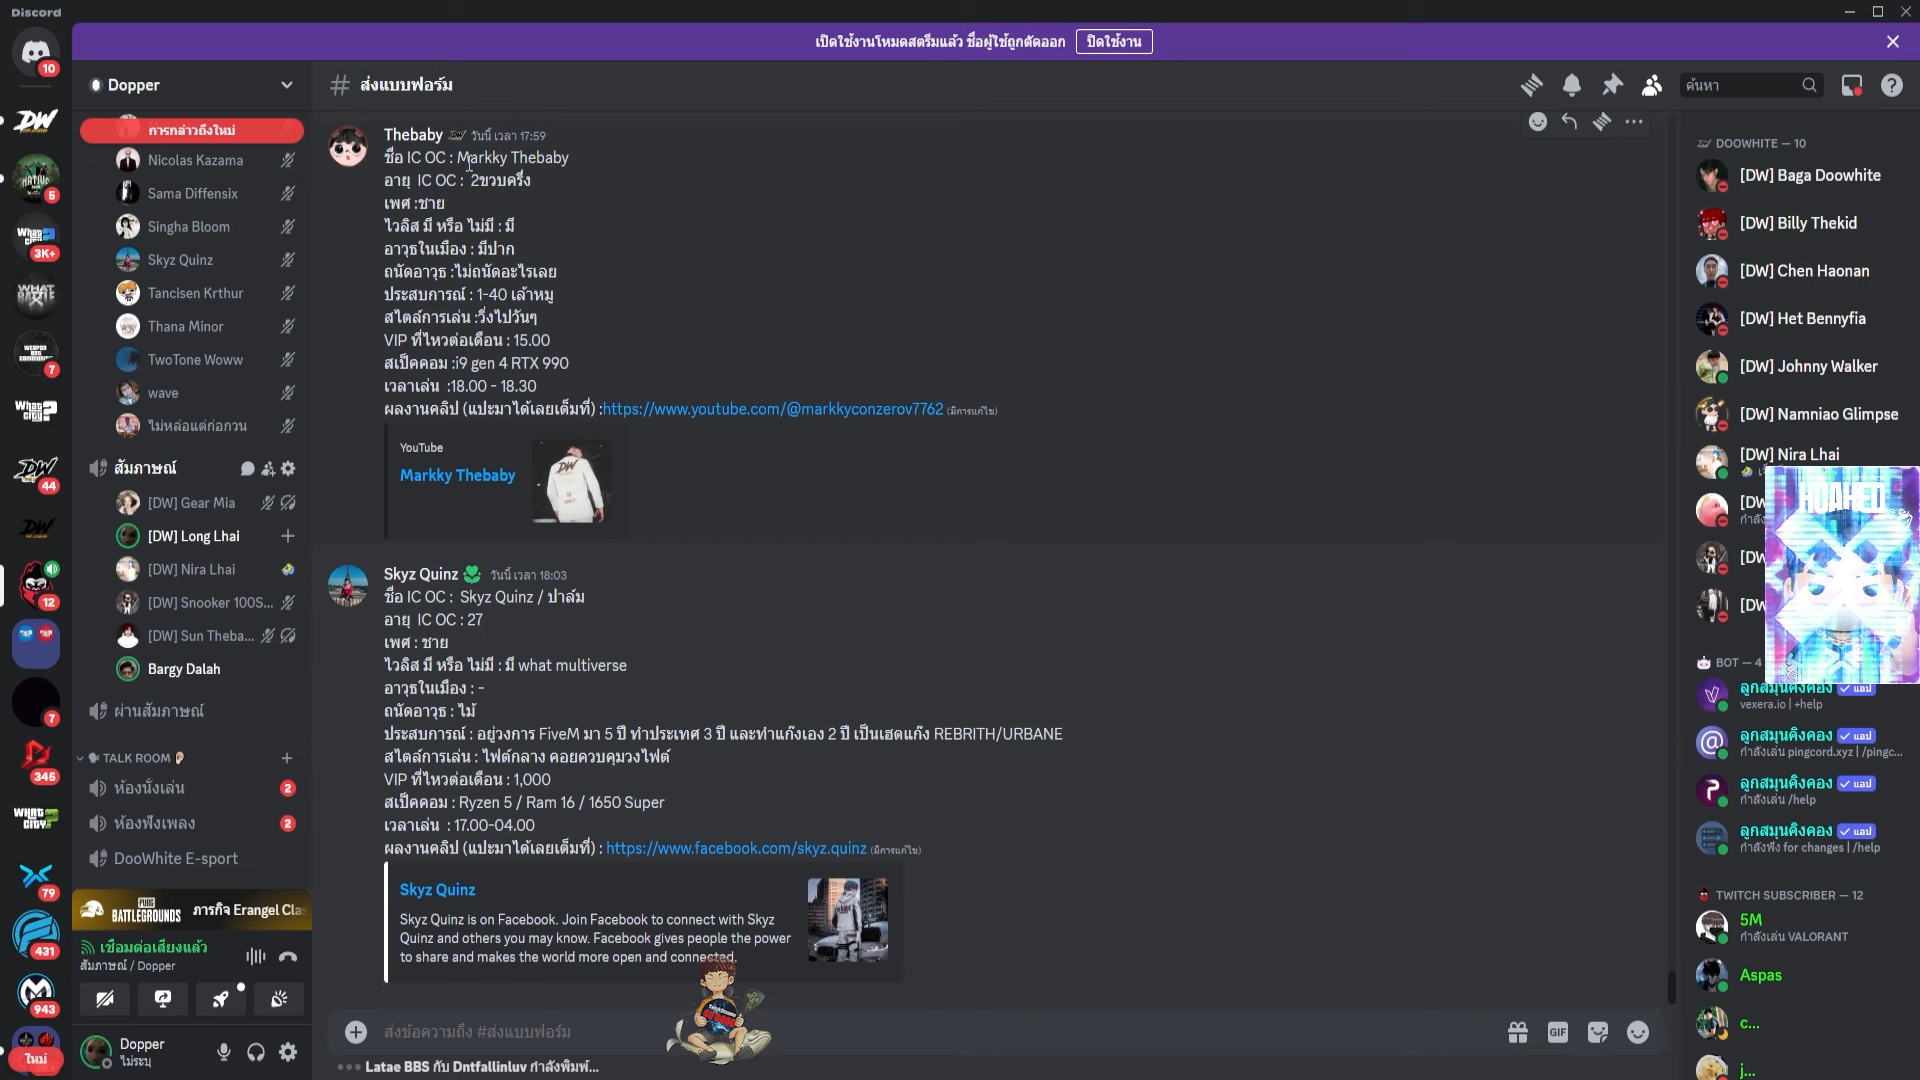 Discord
เปิดใช้งานโหมดสตรีมแล้ว ชื่อผู้ใช้ถูกตัดออก
ปิดใช้งาน
Dopper
ส่งแบบฟอร์ม
ค้นหา
การกล่าวถึงใหม่
Nicolas Kazama
Sama Diffensix
Singha Bloom
Skyz Quinz
Tancisen Krthur
Thana Minor
TwoTone Woww
wave
ไม่หล่อแต่ก่อกวน
สัมภาษณ์
[DW] Gear Mia
[DW] Long Lhai
[DW] Nira Lhai
[DW] Snooker 100S...
[DW] Sun Theba...
Bargy Dalah
ผ่านสัมภาษณ์
TALK ROOM
ห้องนั่งเล่น
2
ห้องฟังเพลง
2
DooWhite E-sport
PUBG BATTLEGROUNDS
ภารกิจ Erangel Clas
เชื่อมต่อเสียงแล้ว
สัมภาษณ์ / Dopper
Dopper
ไม่ระบุ
10
5
3K+
7
44
12
7
345
79
431
943
ใหม่
Thebaby DW วันนี้ เวลา 17:59
ชื่อ IC OC : Markky Thebaby
อายุ IC OC : 2ขวบครึ่ง
เพศ :ชาย
ไวลิส มี หรือ ไม่มี : มี
อาวุธในเมือง : มีปาก
ถนัดอาวุธ :ไม่ถนัดอะไรเลย
ประสบการณ์ : 1-40 เล้าหมู
สไตล์การเล่น :วิ่งไปวันๆ
VIP ที่ไหวต่อเดือน : 15.00
สเป็คคอม :i9 gen 4 RTX 990
เวลาเล่น :18.00 - 18.30
ผลงานคลิป (แปะมาได้เลยเต็มที่) :https://www.youtube.com/@markkyconzerov7762 (มีการแก้ไข)
YouTube
Markky Thebaby
Skyz Quinz วันนี้ เวลา 18:03
ชื่อ IC OC : Skyz Quinz / ปาล์ม
อายุ IC OC : 27
เพศ : ชาย
ไวลิส มี หรือ ไม่มี : มี what multiverse
อาวุธในเมือง : -
ถนัดอาวุธ : ไม้
ประสบการณ์ : อยู่วงการ FiveM มา 5 ปี ทำประเทศ 3 ปี และทำแก๊งเอง 2 ปี เป็นเฮดแก๊ง REBRITH/URBANE
สไตล์การเล่น : ไฟต์กลาง คอยควบคุมวงไฟต์
VIP ที่ไหวต่อเดือน : 1,000
สเป็คคอม : Ryzen 5 / Ram 16 / 1650 Super
เวลาเล่น : 17.00-04.00
ผลงานคลิป (แปะมาได้เลยเต็มที่) : https://www.facebook.com/skyz.quinz (มีการแก้ไข)
Skyz Quinz
Skyz Quinz is on Facebook. Join Facebook to connect with Skyz
Quinz and others you may know. Facebook gives people the power
to share and makes the world more open and connected.
ส่งข้อความถึง #ส่งแบบฟอร์ม
GIF
Latae BBS กับ Dntfallinluv กำลังพิมพ์...
DOOWHITE — 10
[DW] Baga Doowhite
[DW] Billy Thekid
[DW] Chen Haonan
[DW] Het Bennyfia
[DW] Johnny Walker
[DW] Namniao Glimpse
[DW] Nira Lhai
HUAHED
BOT — 4
ลูกสมุนคิงคอง แอป
vexera.io | +help
ลูกสมุนคิงคอง แอป
กำลังเล่น pingcord.xyz | /pingc...
ลูกสมุนคิงคอง แอป
กำลังเล่น /help
ลูกสมุนคิงคอง แอป
กำลังฟัง for changes | /help
TWITCH SUBSCRIBER — 12
5M
กำลังเล่น VALORANT
Aspas
c...
j...